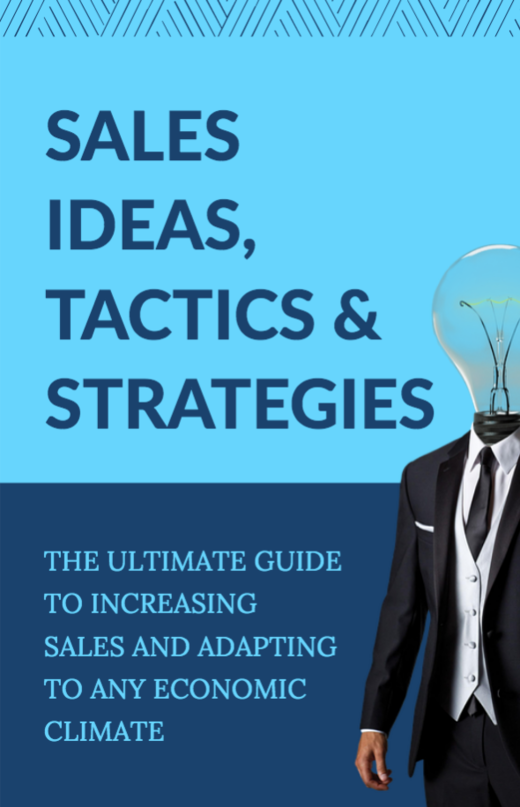 SALES
IDEAS,
TACTICS &
STRATEGIES
THE ULTIMATE GUIDE
TO INCREASING
SALES AND ADAPTING
TO ANY ECONOMIC
CLIMATE